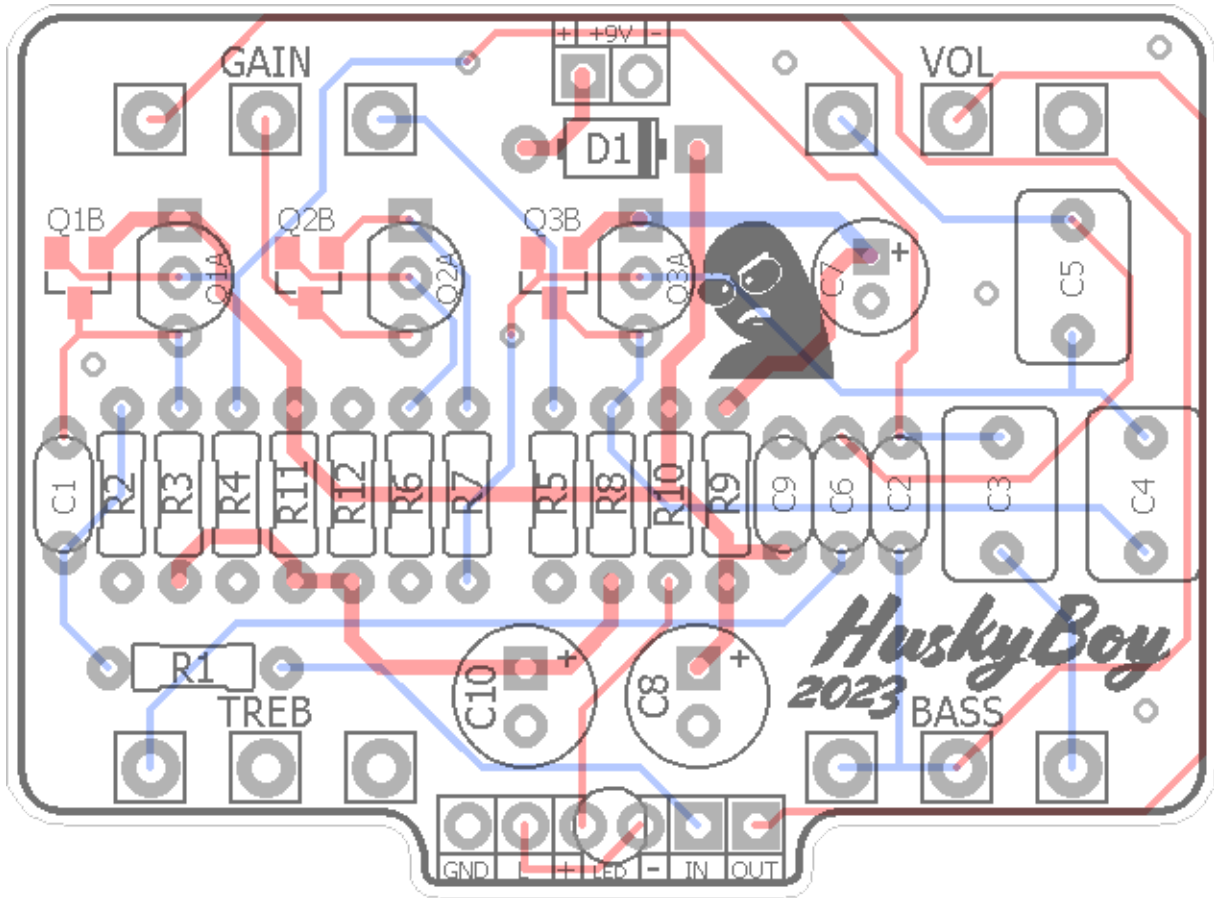 + +9V -
GAIN
VOL
D1
Q1B
Q2B
Q3B
Q1A
Q2A
Q3A
+
C7
C5
C1
R2
R3
R4
R11
R12
R6
R7
R5
R8
R10
R9
C9
C6
C2
C3
C4
HuskyBoy
2023
R1
C10
+
C8
+
TREB
BASS
GND
L
+
LED
-
IN
OUT